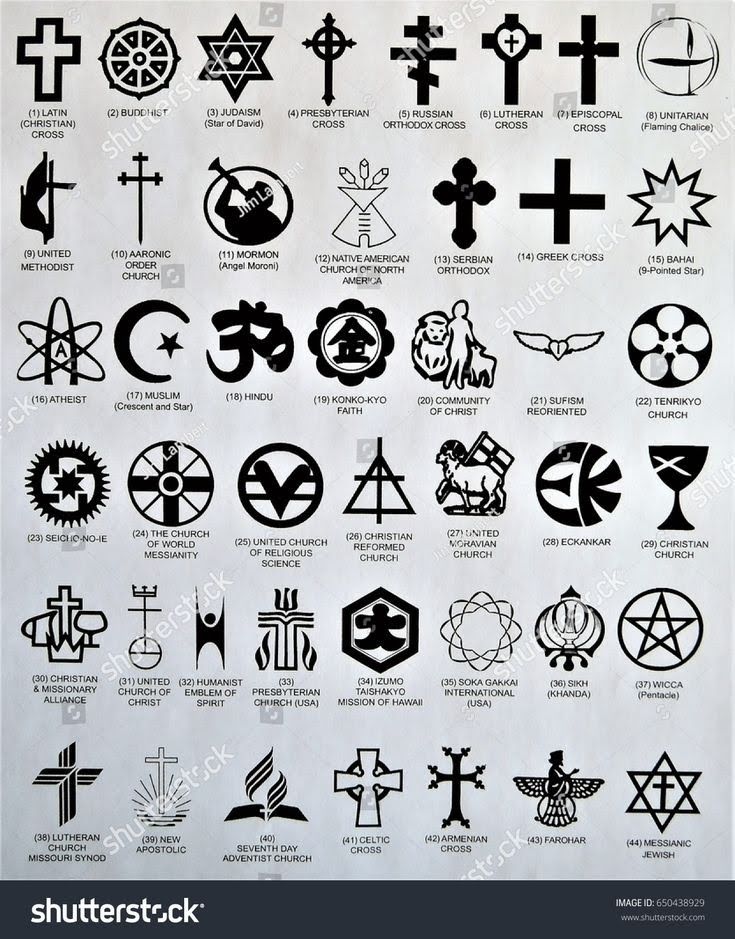 (1) LATIN
(CHRISTIAN)
CROSS
(2) BUDDHIST
(3) JUDAISM
(Star of David)
(4) PRESBYTERIAN
CROSS
(5) RUSSIAN
ORTHODOX CROSS
(6) LUTHERAN
CROSS
(7) EPISCOPAL
CROSS
(8) UNITARIAN
(Flaming Chalice)
(9) UNITED
METHODIST
(10) AARONIC
ORDER
CHURCH
(11) MORMON
(Angel Moroni)
(12) NATIVE AMERICAN
CHURCH OF NORTH
AMERICA
(13) SERBIAN
ORTHODOX
(14) GREEK CROSS
(15) BAHAI
(9-Pointed Star)
A
(16) ATHEIST
(17) MUSLIM
(Crescent and Star)
ॐ
(18) HINDU
金
(19) KONKO-KYO
FAITH
(20) COMMUNITY
OF CHRIST
(21) SUFISM
REORIENTED
(22) TENRIKYO
CHURCH
(23) SEICHO-NO-IE
(24) THE CHURCH
OF WORLD
MESSIANITY
(25) UNITED CHURCH
OF RELIGIOUS
SCIENCE
(26) CHRISTIAN
REFORMED
CHURCH
(27) UNITED
MORAVIAN
CHURCH
EK
(28) ECKANKAR
(29) CHRISTIAN
CHURCH
(30) CHRISTIAN
& MISSIONARY
ALLIANCE
(31) UNITED
CHURCH OF
CHRIST
(32) HUMANIST
EMBLEM OF
SPIRIT
(33)
PRESBYTERIAN
CHURCH (USA)
(34) IZUMO
TAISHAKYO
MISSION OF HAWAII
(35) SOKA GAKKAI
INTERNATIONAL
(USA)
(36) SIKH
(KHANDA)
(37) WICCA
(Pentacle)
(38) LUTHERAN
CHURCH
MISSOURI SYNOD
(39) NEW
APOSTOLIC
(40)
SEVENTH DAY
ADVENTIST CHURCH
(41) CELTIC
CROSS
(42) ARMENIAN
CROSS
(43) FAROHAR
(44) MESSIANIC
JEWISH
shutterstock
Jim Lambert
shutterstock
IMAGE ID: 650438929
www.shutterstock.com